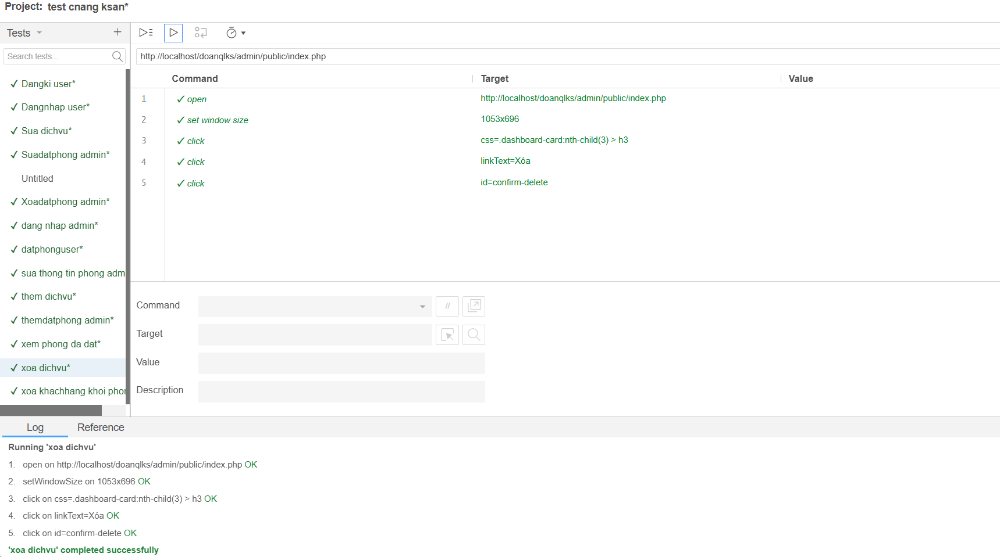 Project: test cnang ksan*
Tests
Search tests...
Dangki user*
Dangnhap user*
Sua dichvu*
Suadatphong admin*
Untitled
Xoadatphong admin*
dang nhap admin*
datphonguser*
sua thong tin phong adm
them dichvu*
themdatphong admin*
xem phong da dat*
xoa dichvu*
xoa khachhang khoi phon
http://localhost/doanqlks/admin/public/index.php
Command Target Value
1 open http://localhost/doanqlks/admin/public/index.php
2 set window size 1053x696
3 click css=.dashboard-card:nth-child(3) > h3
4 click linkText=Xóa
5 click id=confirm-delete
Command //
Target
Value
Description
Log Reference
Running 'xoa dichvu'
1. open on http://localhost/doanqlks/admin/public/index.php OK
2. setWindowSize on 1053x696 OK
3. click on css=.dashboard-card:nth-child(3) > h3 OK
4. click on linkText=Xóa OK
5. click on id=confirm-delete OK
'xoa dichvu' completed successfully